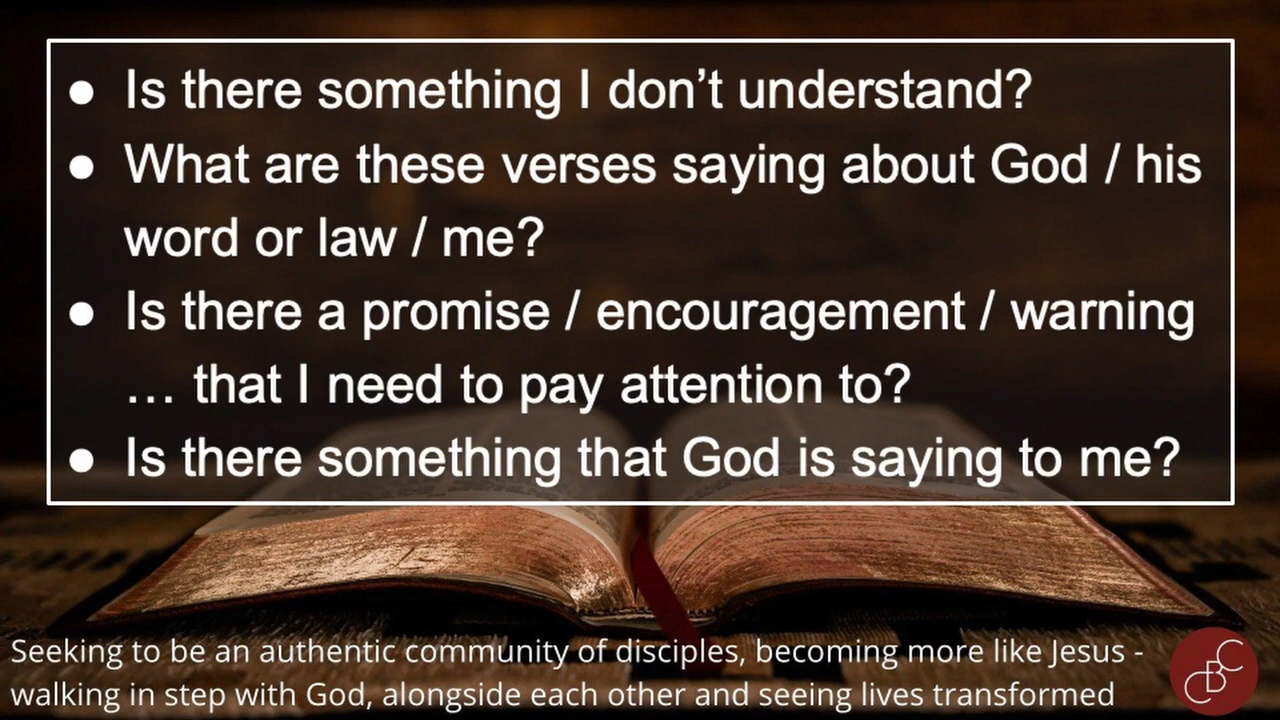 ● Is there something I don’t understand?
● What are these verses saying about God / his
word or law / me?
● Is there a promise / encouragement / warning
… that I need to pay attention to?
● Is there something that God is saying to me?
Seeking to be an authentic community of disciples, becoming more like Jesus -
walking in step with God, alongside each other and seeing lives transformed
CBC